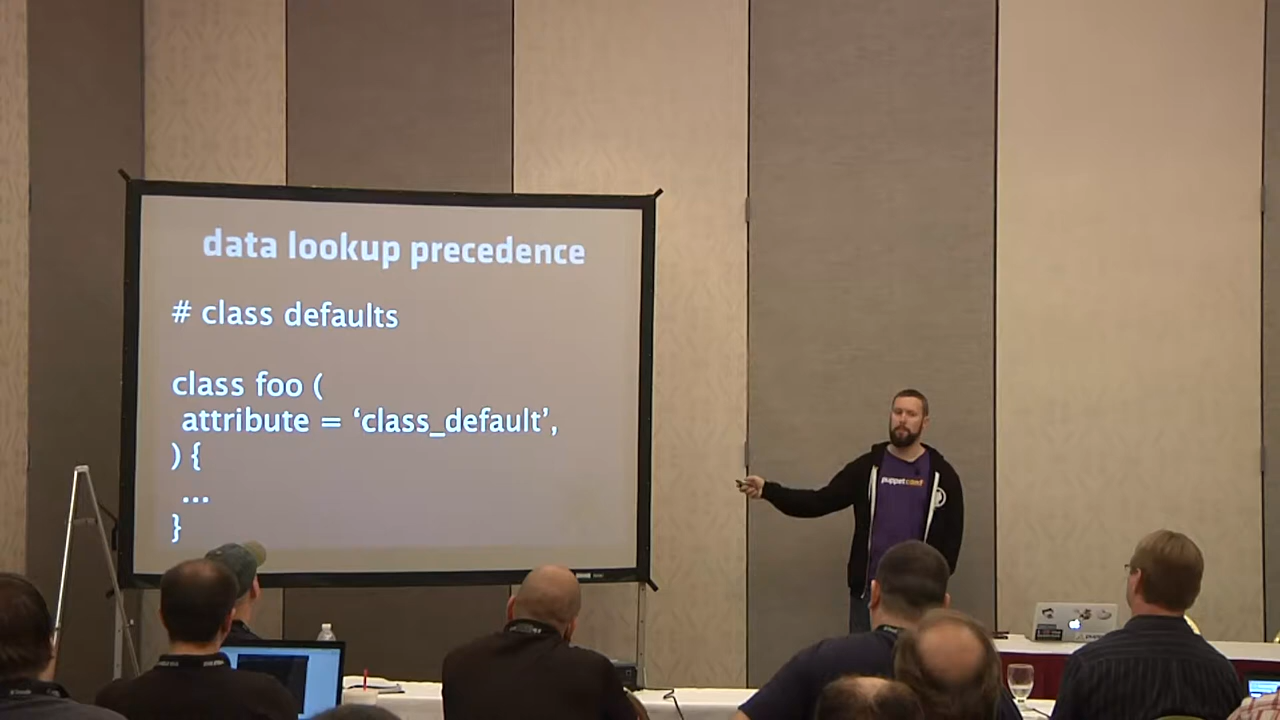 data lookup precedence
# class defaults
class foo (
attribute = ‘class_default’,
) {
...
}
puppetconf